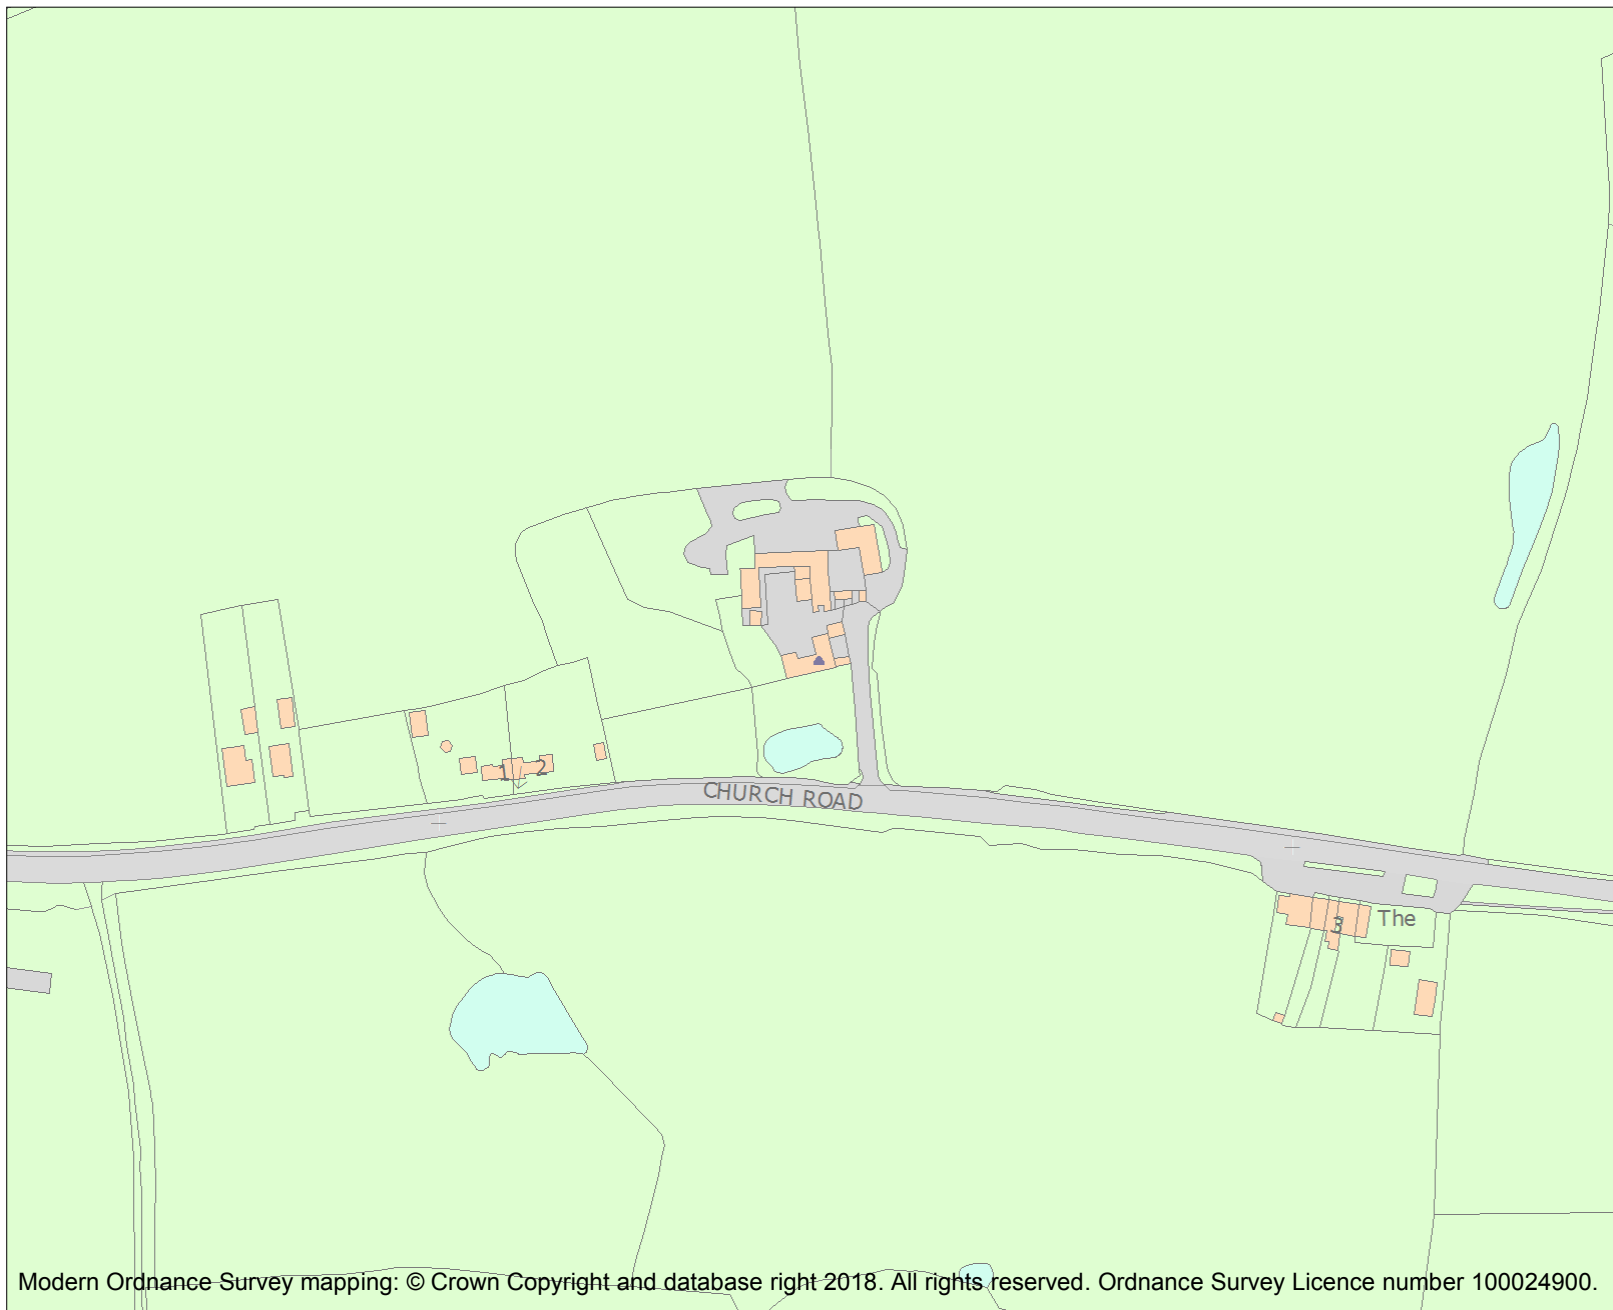 1 2
CHURCH ROAD
3 The
Modern Ordnance Survey mapping: © Crown Copyright and database right 2018. All rights reserved. Ordnance Survey Licence number 100024900.